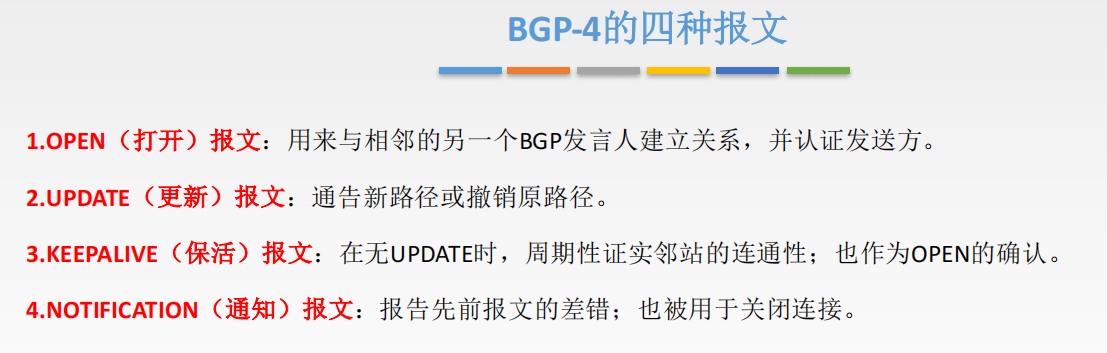 BGP-4的四种报文
1.OPEN（打开）报文：用来与相邻的另一个BGP发言人建立关系，并认证发送方。
2.UPDATE（更新）报文：通告新路径或撤销原路径。
3.KEEPALIVE（保活）报文：在无UPDATE时，周期性证实邻站的连通性；也作为OPEN的确认。
4.NOTIFICATION（通知）报文：报告先前报文的差错；也被用于关闭连接。